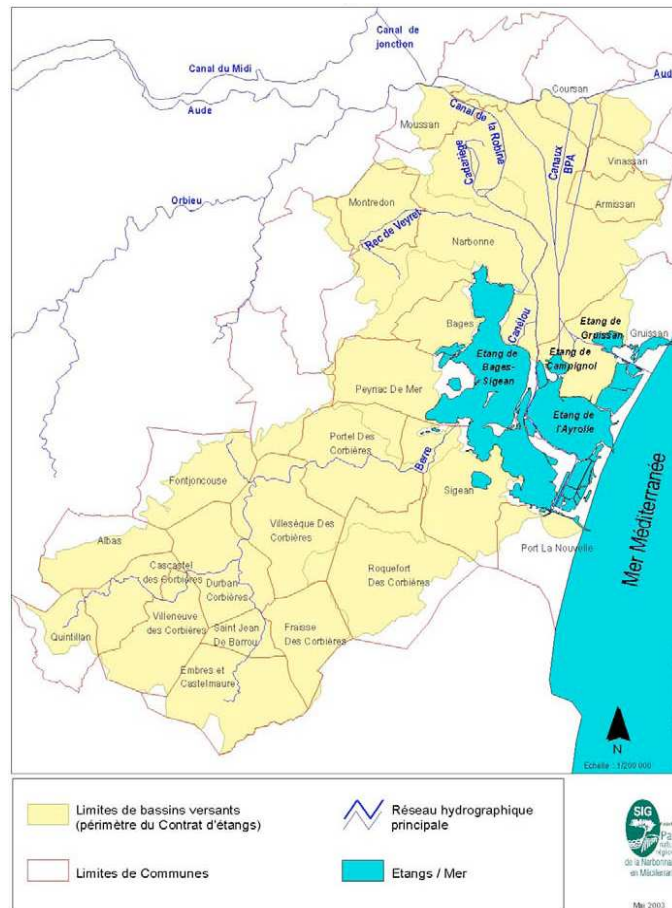 Canal de
jonction
Canal du Midi
Aude
Aude
Coursan
Canal de
la Robina
Moussan
Cadariège
Canaux
BPA
Vinassan
Armissan
Orbieu
Montredon
Rec de Veyret
Narbonne
Bages
Canélou
Etang de
Gruissan
Gruissan
Etang de
Bages-
Sigean
Etang de
Campignol
Peyriac De Mer
Etang de
l'Ayrolle
Portel Des
Corbières
Berre
Fontjoncouse
Sigean
Villesèque Des
Corbières
Port La Nouvelle
Mer Méditerranée
Albas
Cascastel
des Corbières
Durban
Corbières
Roquefort
Des Corbières
Quintillan
Villeneuve
des Corbières
Saint Jean
De Barrou
Fraisse
Des Corbières
Embres et
Castelmaure
N
Echelle : 1/200 000
Limites de bassins versants
(périmètre du Contrat d'étangs)
Réseau hydrographique
principale
Limites de Communes
Etangs / Mer
SIG
de la Narbonna
en Méditerran
Mai 2003